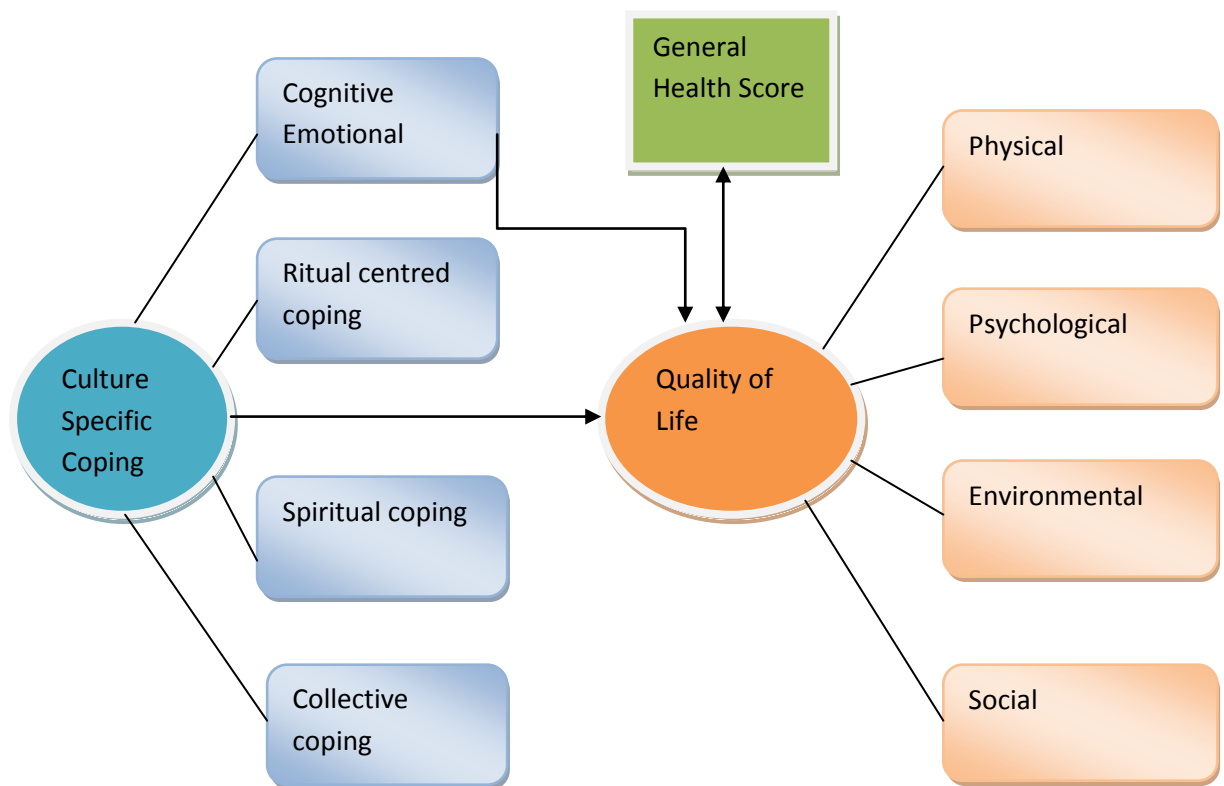 General
Health Score
Cognitive
Emotional
Physical
Ritual centred
coping
Psychological
Culture
Specific
Coping
Quality of
Life
Spiritual coping
Environmental
Collective
coping
Social